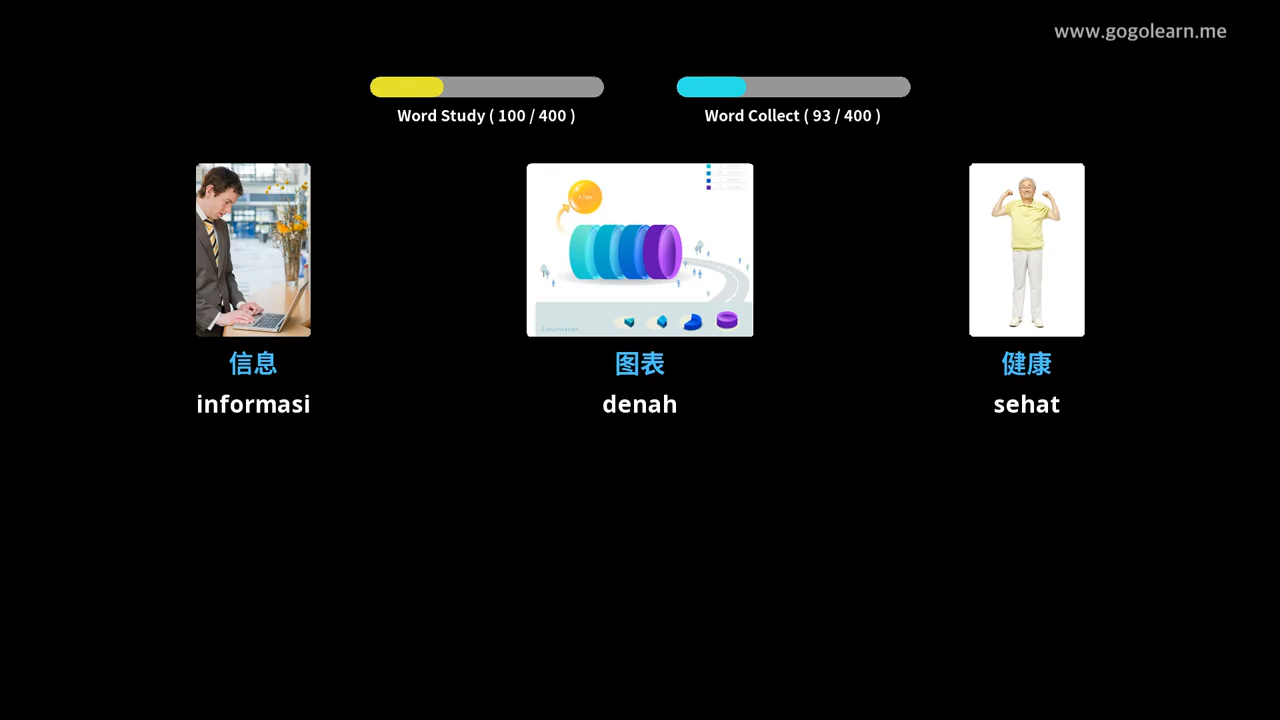 www.gogolearn.me
Word Study ( 100 / 400 )
Word Collect ( 93 / 400 )
Classification
信息
图表
健康
informasi
denah
sehat